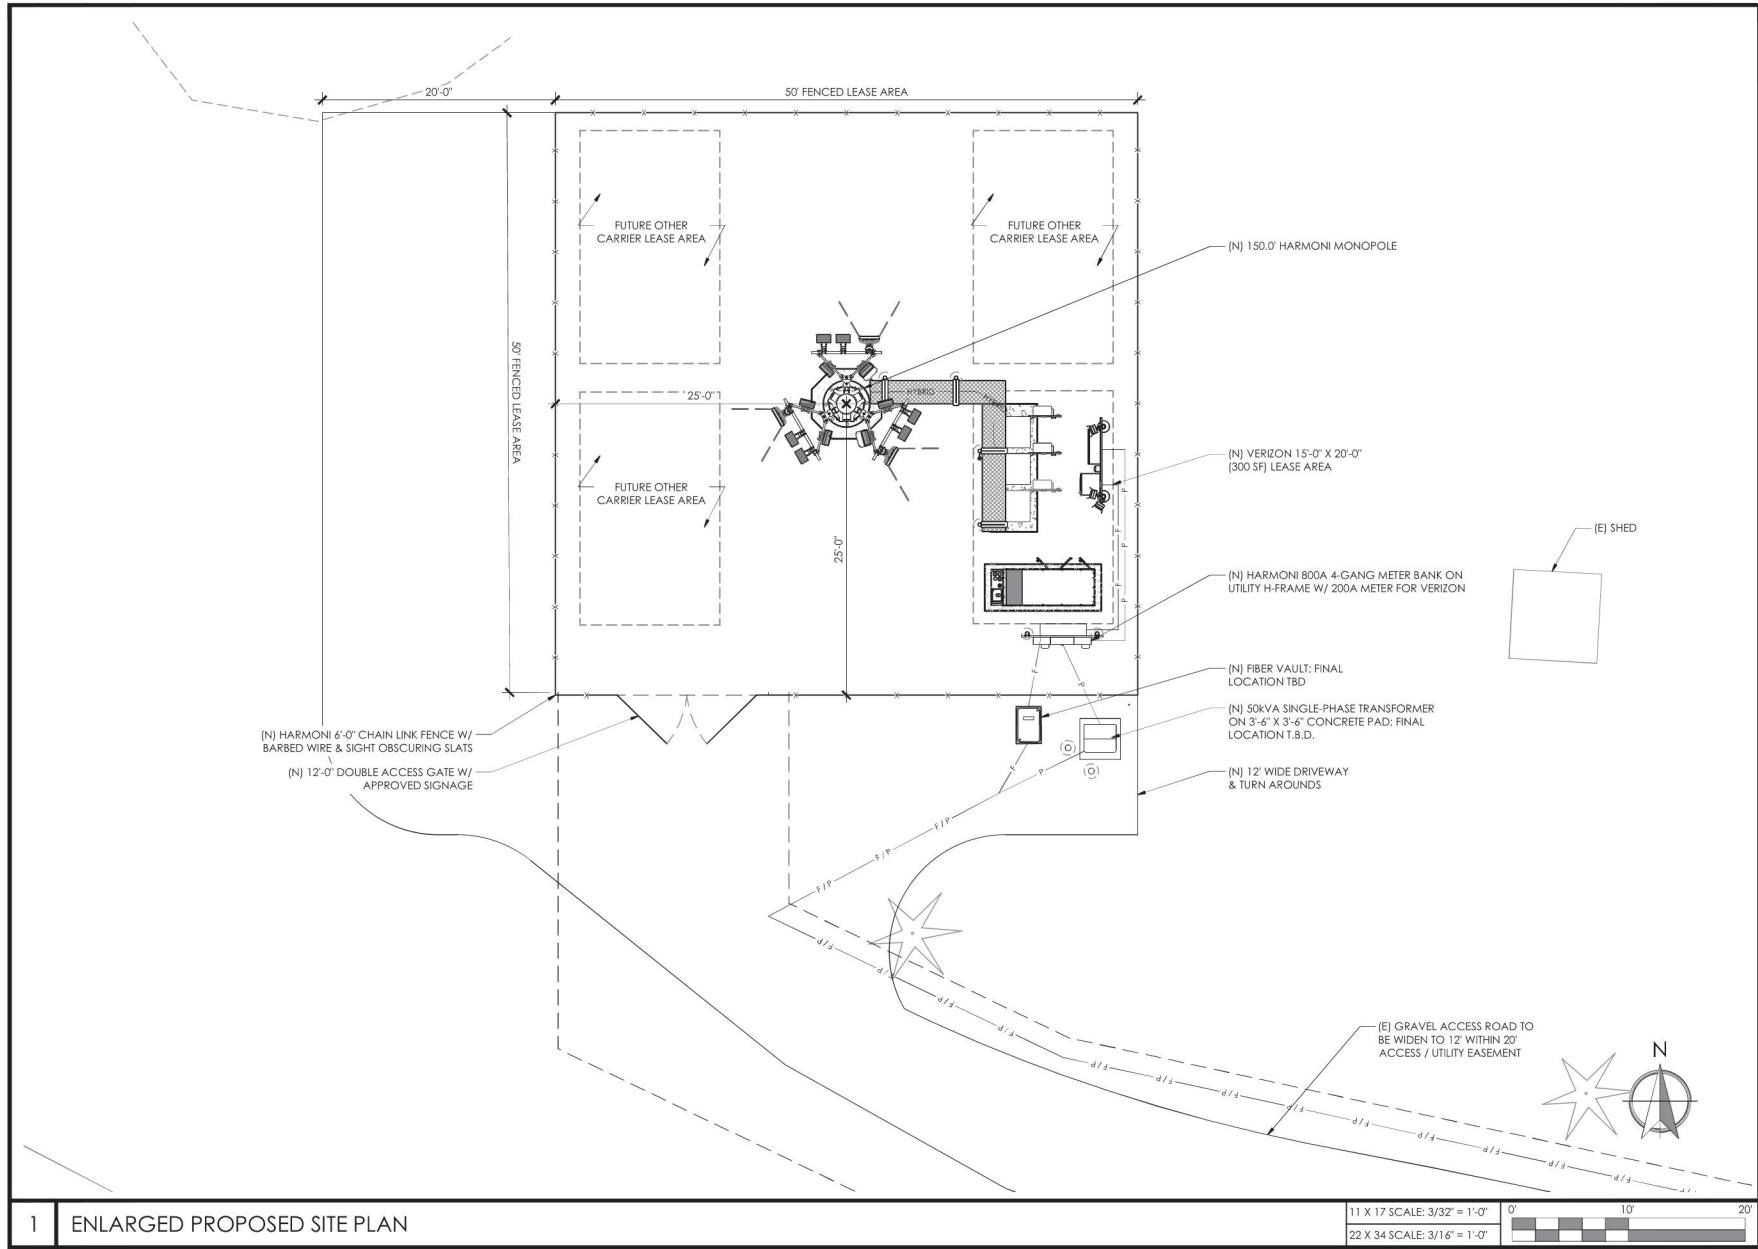 20'-0"
50' FENCED LEASE AREA
FUTURE OTHER
CARRIER LEASE AREA
FUTURE OTHER
CARRIER LEASE AREA
(N) 150.0' HARMONI MONOPOLE
50' FENCED LEASE AREA
25'-0"
HYBRID
HYBRID
(N) VERIZON 15'-0" X 20'-0"
(300 SF) LEASE AREA
FUTURE OTHER
CARRIER LEASE AREA
P
F
P
F
P
25'-0"
(E) SHED
(N) HARMONI 800A 4-GANG METER BANK ON
UTILITY H-FRAME W/ 200A METER FOR VERIZON
F
P
(N) FIBER VAULT; FINAL
LOCATION TBD
(N) 50kVA SINGLE-PHASE TRANSFORMER
ON 3'-6" X 3'-6" CONCRETE PAD; FINAL
LOCATION T.B.D.
(N) HARMONI 6'-0" CHAIN LINK FENCE W/
BARBED WIRE & SIGHT OBSCURING SLATS
(N) 12'-0" DOUBLE ACCESS GATE W/
APPROVED SIGNAGE
F
P
(N) 12' WIDE DRIVEWAY
& TURN AROUNDS
F/P
F/P
F/P
F/P
F/P
F/P
F/P
(E) GRAVEL ACCESS ROAD TO
BE WIDEN TO 12' WITHIN 20'
ACCESS / UTILITY EASEMENT
N
F/P
F/P
F/P
F/P
F/P
F/P
F/P
F/P
F/P
1
ENLARGED PROPOSED SITE PLAN
11 X 17 SCALE: 3/32" = 1'-0"
22 X 34 SCALE: 3/16" = 1'-0"
0'
10'
20'